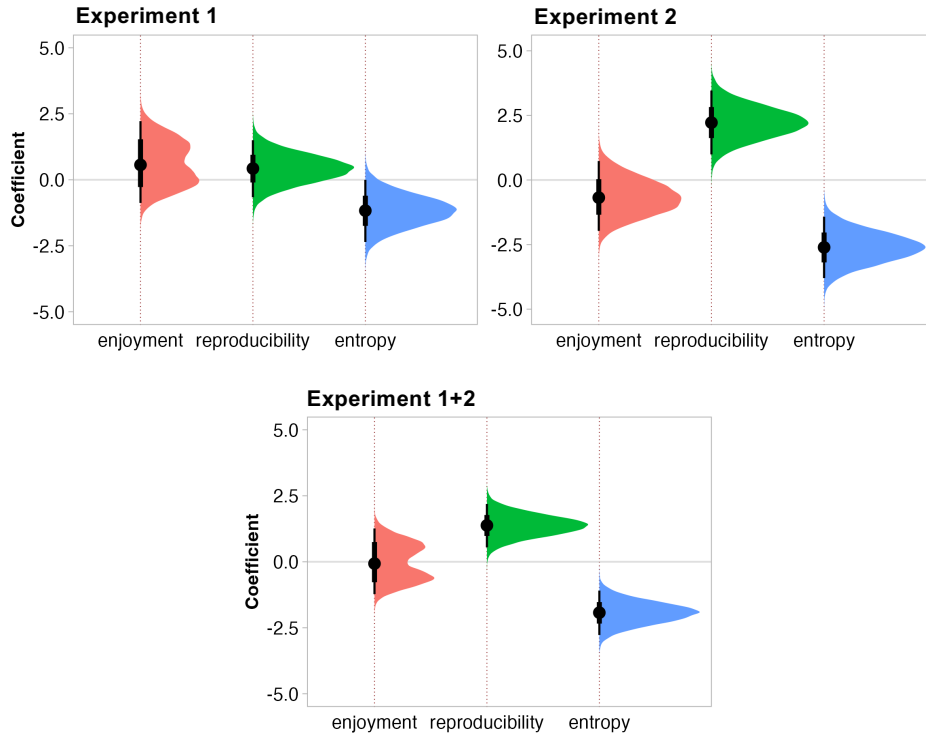 Experiment 1
Experiment 2
5.0
2.5
0.0
-2.5
-5.0
Coefficient
enjoyment reproducibility entropy
5.0
2.5
0.0
-2.5
-5.0
enjoyment reproducibility entropy
Experiment 1+2
5.0
2.5
0.0
-2.5
-5.0
Coefficient
enjoyment reproducibility entropy